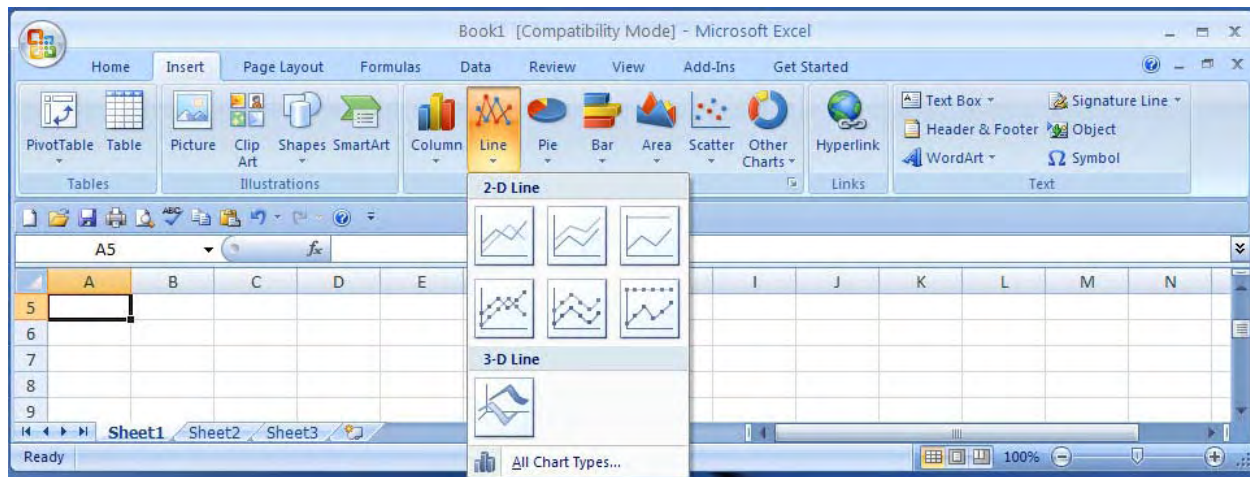 Book1 [Compatibility Mode] - Microsoft Excel
Home Insert Page Layout Formulas Data Review View Add-Ins Get Started
PivotTable Table Picture Clip Art Shapes SmartArt Column Line Pie Bar Area Scatter Other Charts Hyperlink
Text Box Signature Line
Header & Footer Object
WordArt Symbol
Tables Illustrations Links Text
2-D Line
ABC
A5 fx
A B C D E I J K L M N
5
6
7
3-D Line
8
9
Sheet1 Sheet2 Sheet3
Ready 100%
All Chart Types...